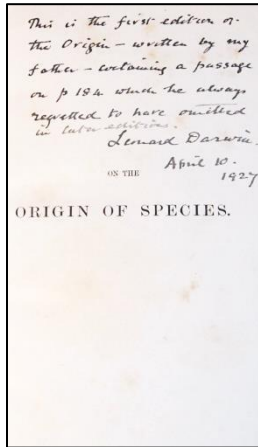 This is the first edition of
the Origin – written by my
father – containing a passage
on p 184 which he always
regretted to have omitted
in later editions.
Leonard Darwin
April 10.
1927
ON THE
ORIGIN OF SPECIES.